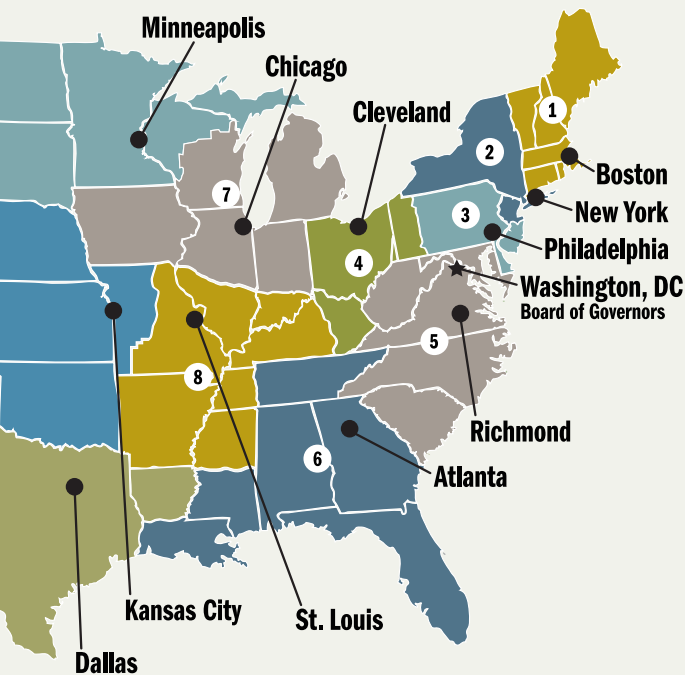 Minneapolis
Chicago
Cleveland
1
2
Boston
7
New York
3
Philadelphia
4
Washington, DC
Board of Governors
5
8
Richmond
6
Atlanta
Kansas City
St. Louis
Dallas